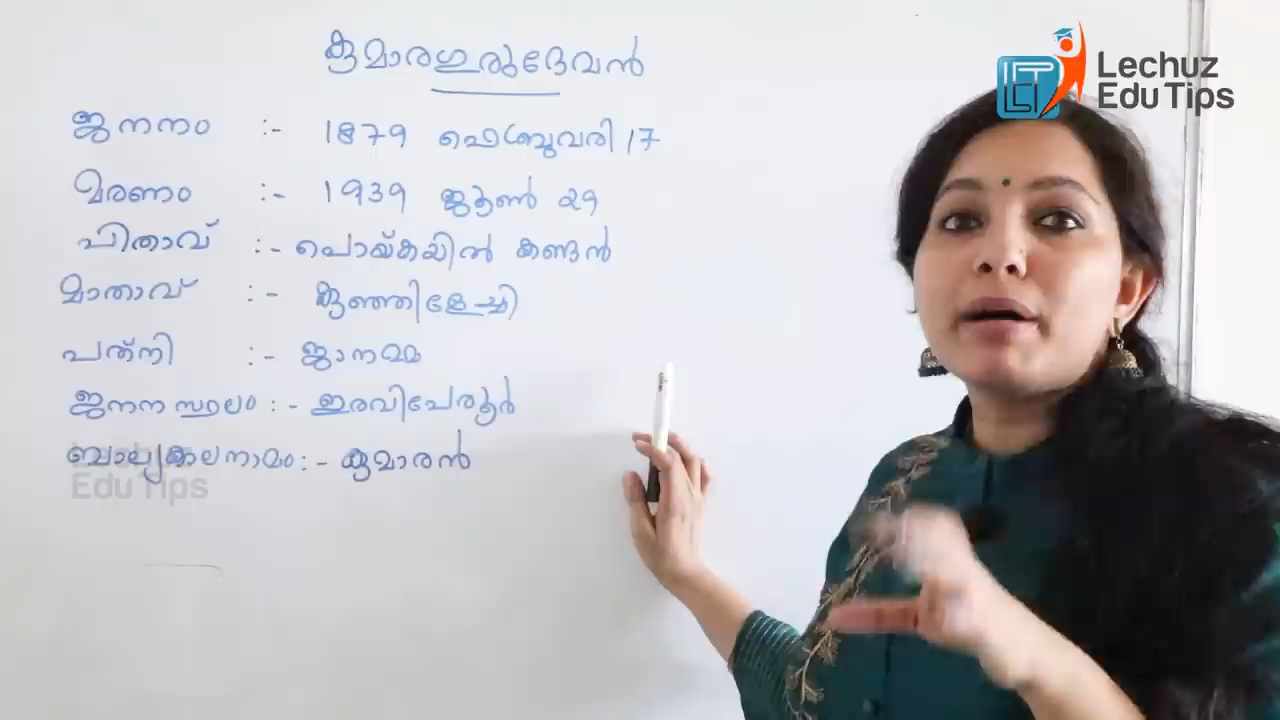 കുമാരഗുരുദേവൻ
ജനനം :- 1879 ഫെബ്രുവരി 17
മരണം :- 1939 ജൂൺ 29
പിതാവ് :- പൊയ്കയിൽ കണ്ടൻ
മാതാവ് :- കുഞ്ഞിളേച്ചി
പത്നി :- ജാനമ്മ
ജനന സ്ഥലം :- ഇരവിപേരൂർ
ബാല്യകാലനാമം :- കുമാരൻ
Lechuz
Edu Tips
Lechuz
Edu Tips